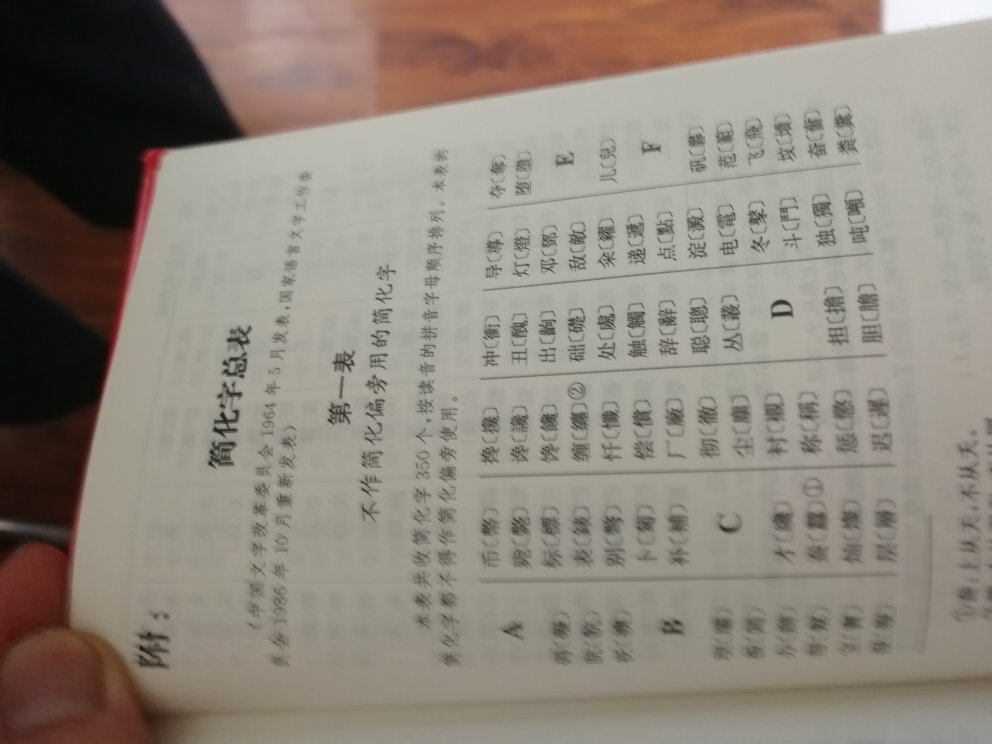 附：
简化字总表
（中国文字改革委员会1964年5月发表，国家语言文字工作委
员会1986年10月重新发表）
第一表
不作简化偏旁用的简化字
本表共收简化字350个，按读音的拼音字母顺序排列。本表的
简化字都不得作简化偏旁使用。
A
B
币〔幣〕
毙〔斃〕
标〔標〕
表〔錶〕
别〔彆〕
卜〔蔔〕
补〔補〕
C
才〔纔〕
蚕〔蠶〕①
灿〔燦〕
层〔層〕
搀〔攙〕
谗〔讒〕
馋〔饞〕
缠〔纏〕②
忏〔懺〕
偿〔償〕
厂〔廠〕
彻〔徹〕
尘〔塵〕
衬〔襯〕
称〔稱〕
惩〔懲〕
迟〔遲〕
冲〔衝〕
丑〔醜〕
出〔齣〕
础〔礎〕
处〔處〕
触〔觸〕
辞〔辭〕
聪〔聰〕
丛〔叢〕
D
担〔擔〕
胆〔膽〕
导〔導〕
灯〔燈〕
邓〔鄧〕
敌〔敵〕
籴〔糴〕
递〔遞〕
点〔點〕
淀〔澱〕
电〔電〕
冬〔鼕〕
斗〔鬥〕
独〔獨〕
吨〔噸〕
夺〔奪〕
堕〔墮〕
E
儿〔兒〕
F
矾〔礬〕
范〔範〕
飞〔飛〕
坟〔墳〕
奋〔奮〕
粪〔糞〕
①蚕：上从天，不从夭。